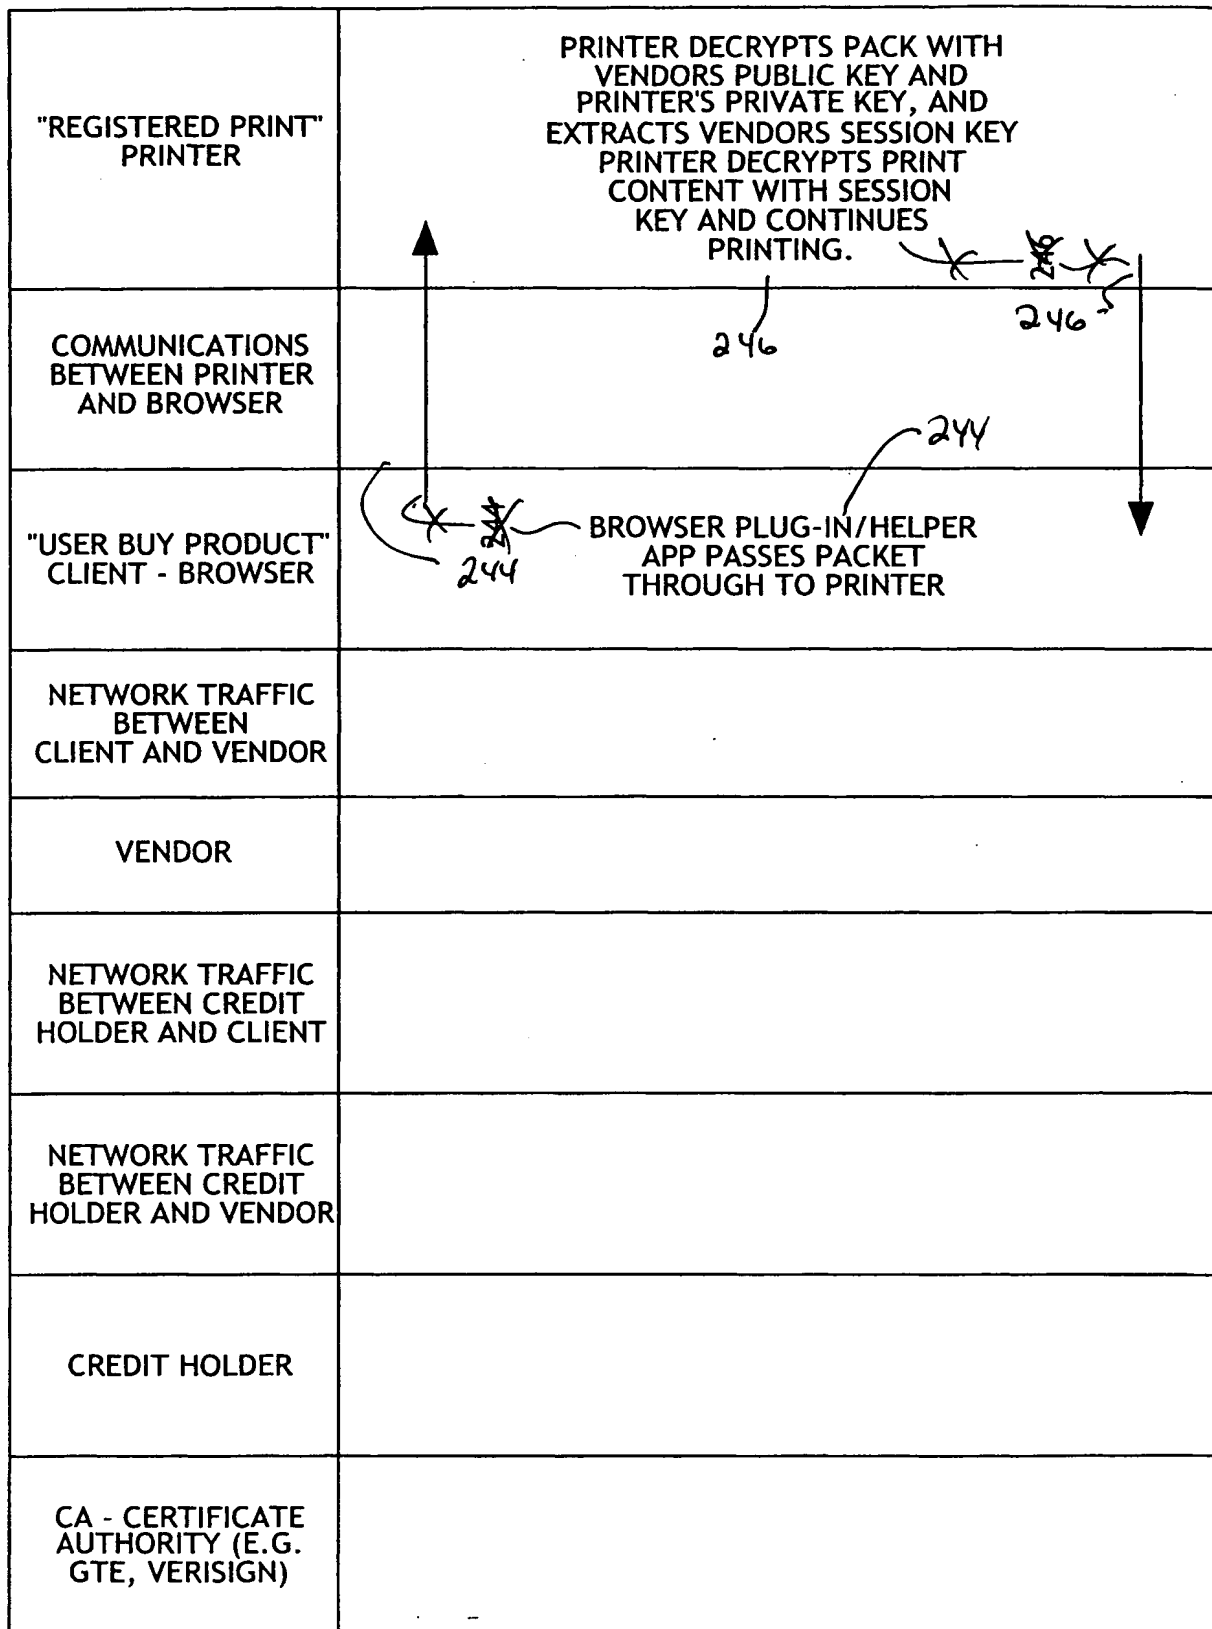 "REGISTERED PRINT"
PRINTER
PRINTER DECRYPTS PACK WITH
VENDORS PUBLIC KEY AND
PRINTER'S PRIVATE KEY, AND
EXTRACTS VENDORS SESSION KEY
PRINTER DECRYPTS PRINT
CONTENT WITH SESSION
KEY AND CONTINUES
PRINTING.
246
246
246
COMMUNICATIONS
BETWEEN PRINTER
AND BROWSER
244
"USER BUY PRODUCT"
CLIENT - BROWSER
244
244
BROWSER PLUG-IN/HELPER
APP PASSES PACKET
THROUGH TO PRINTER
NETWORK TRAFFIC
BETWEEN
CLIENT AND VENDOR
VENDOR
NETWORK TRAFFIC
BETWEEN CREDIT
HOLDER AND CLIENT
NETWORK TRAFFIC
BETWEEN CREDIT
HOLDER AND VENDOR
CREDIT HOLDER
CA - CERTIFICATE
AUTHORITY (E.G.
GTE, VERISIGN)